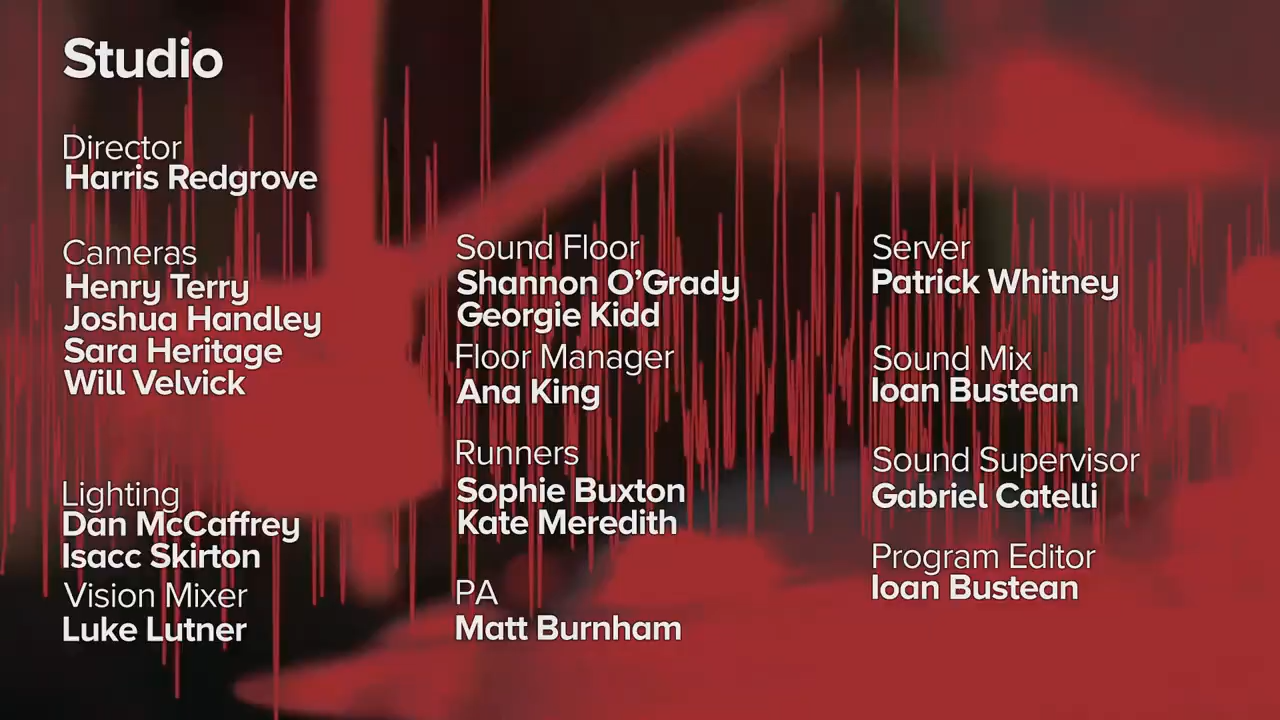 Studio
Director
Harris Redgrove
Cameras
Henry Terry
Joshua Handley
Sara Heritage
Will Velvick
Lighting
Dan McCaffrey
Isacc Skirton
Vision Mixer
Luke Lutner
Sound Floor
Shannon O’Grady
Georgie Kidd
Floor Manager
Ana King
Runners
Sophie Buxton
Kate Meredith
PA
Matt Burnham
Server
Patrick Whitney
Sound Mix
Ioan Bustean
Sound Supervisor
Gabriel Catelli
Program Editor
Ioan Bustean